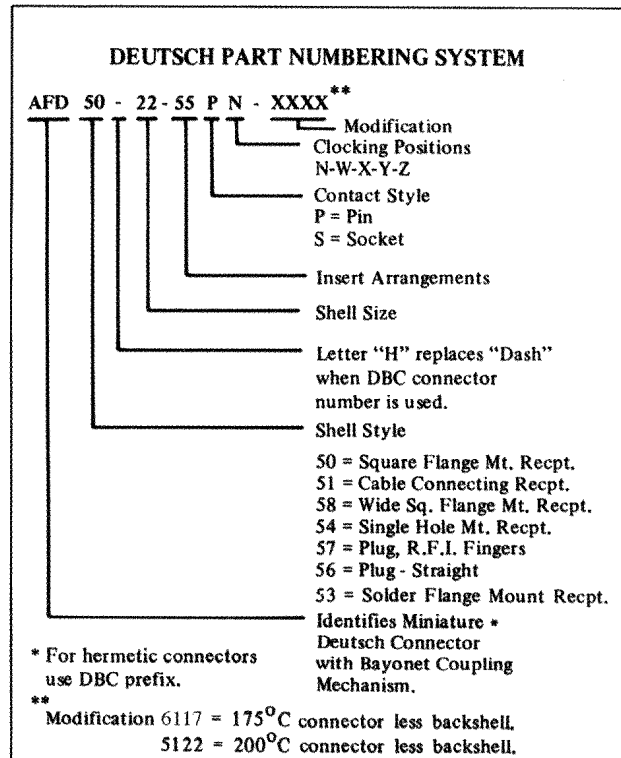 DEUTSCH PART NUMBERING SYSTEM
AFD 50 - 22 - 55 P N - XXXX**
Modification
Clocking Positions
N-W-X-Y-Z
Contact Style
P = Pin
S = Socket
Insert Arrangements
Shell Size
Letter “H” replaces “Dash”
when DBC connector
number is used.
Shell Style
50 = Square Flange Mt. Recpt.
51 = Cable Connecting Recpt.
58 = Wide Sq. Flange Mt. Recpt.
54 = Single Hole Mt. Recpt.
57 = Plug, R.F.I. Fingers
56 = Plug - Straight
53 = Solder Flange Mount Recpt.
Identifies Miniature *
Deutsch Connector
with Bayonet Coupling
Mechanism.
* For hermetic connectors
use DBC prefix.
** Modification 6117 = 175°C connector less backshell.
5122 = 200°C connector less backshell.